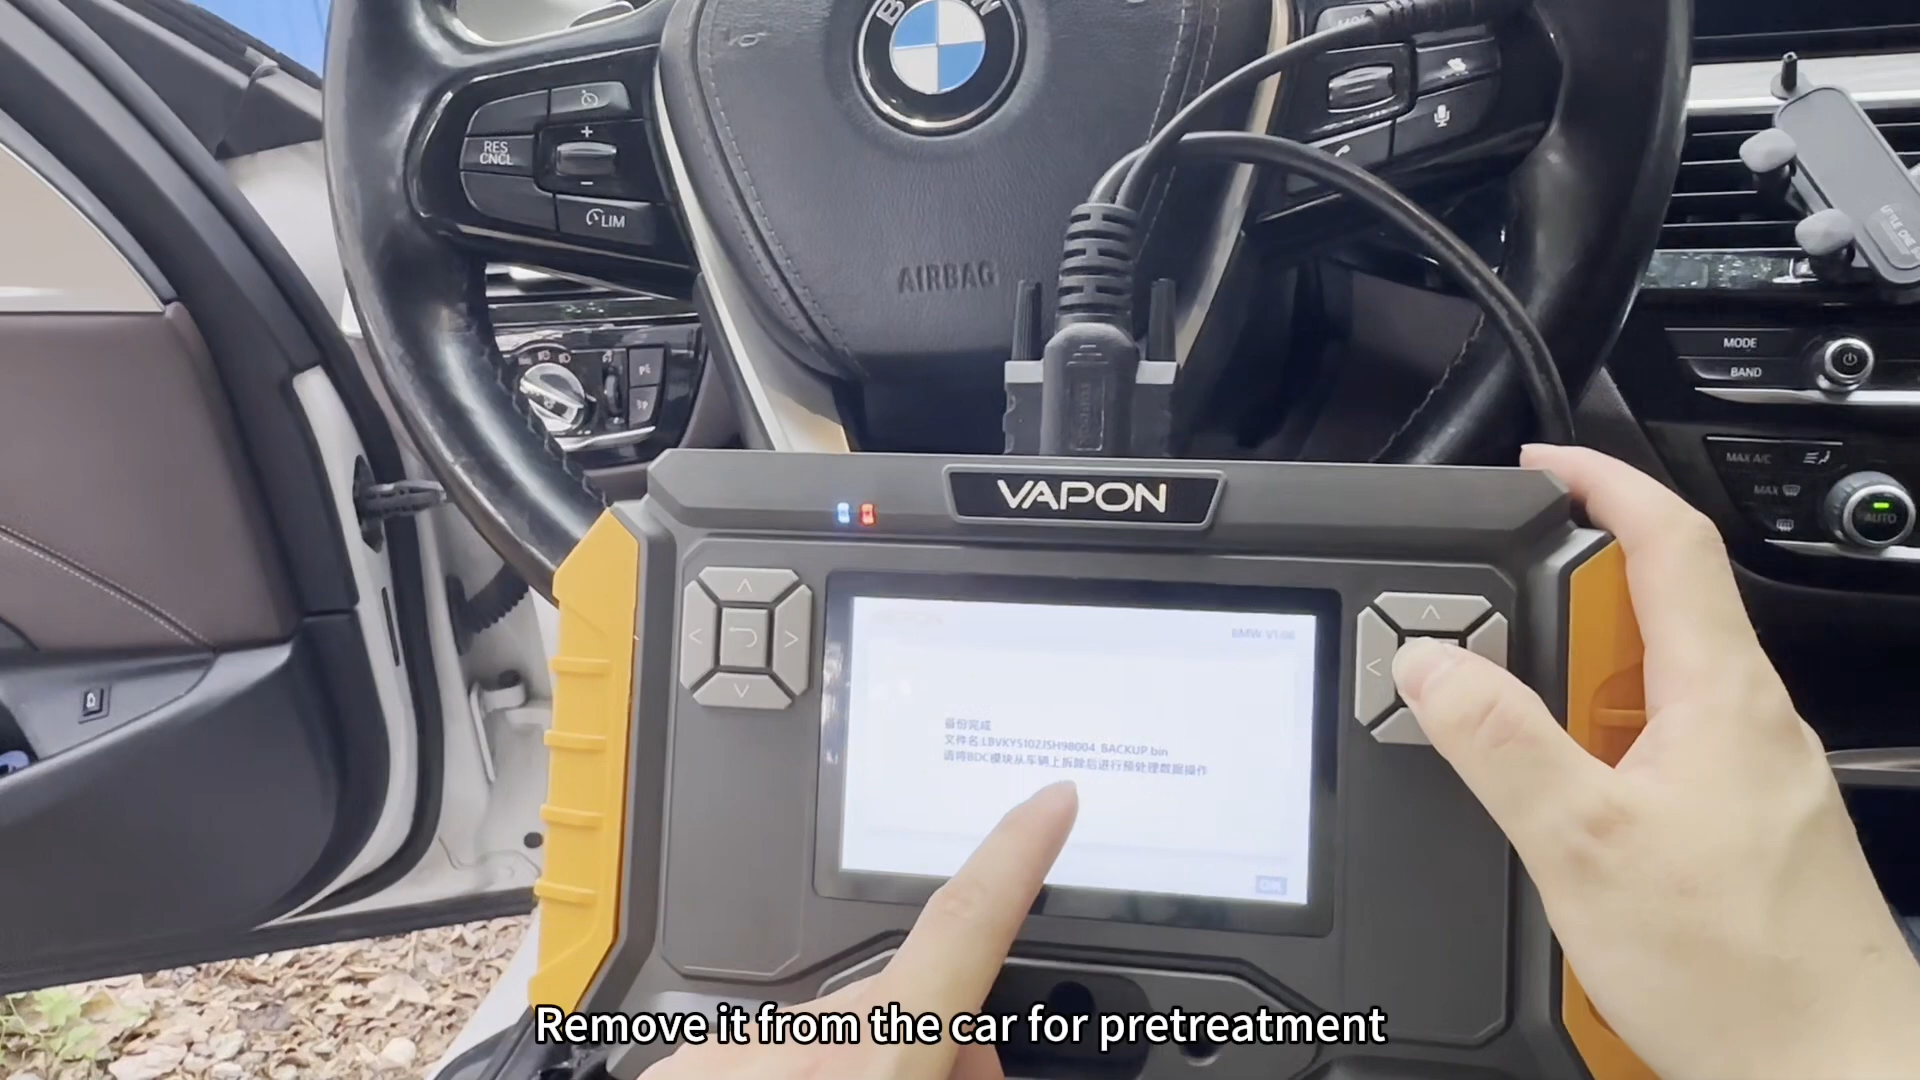 BMW
RES
CNCL
+
−
LIM
AIRBAG
MODE
BAND
MAX A/C
MAX
AUTO
VAPON
BMW V1.08
备份完成
文件名:LBVKY5102JSH98004_BACKUP.bin
请将BDC模块从车辆上拆除后进行预处理数据操作
OK
Remove it from the car for pretreatment